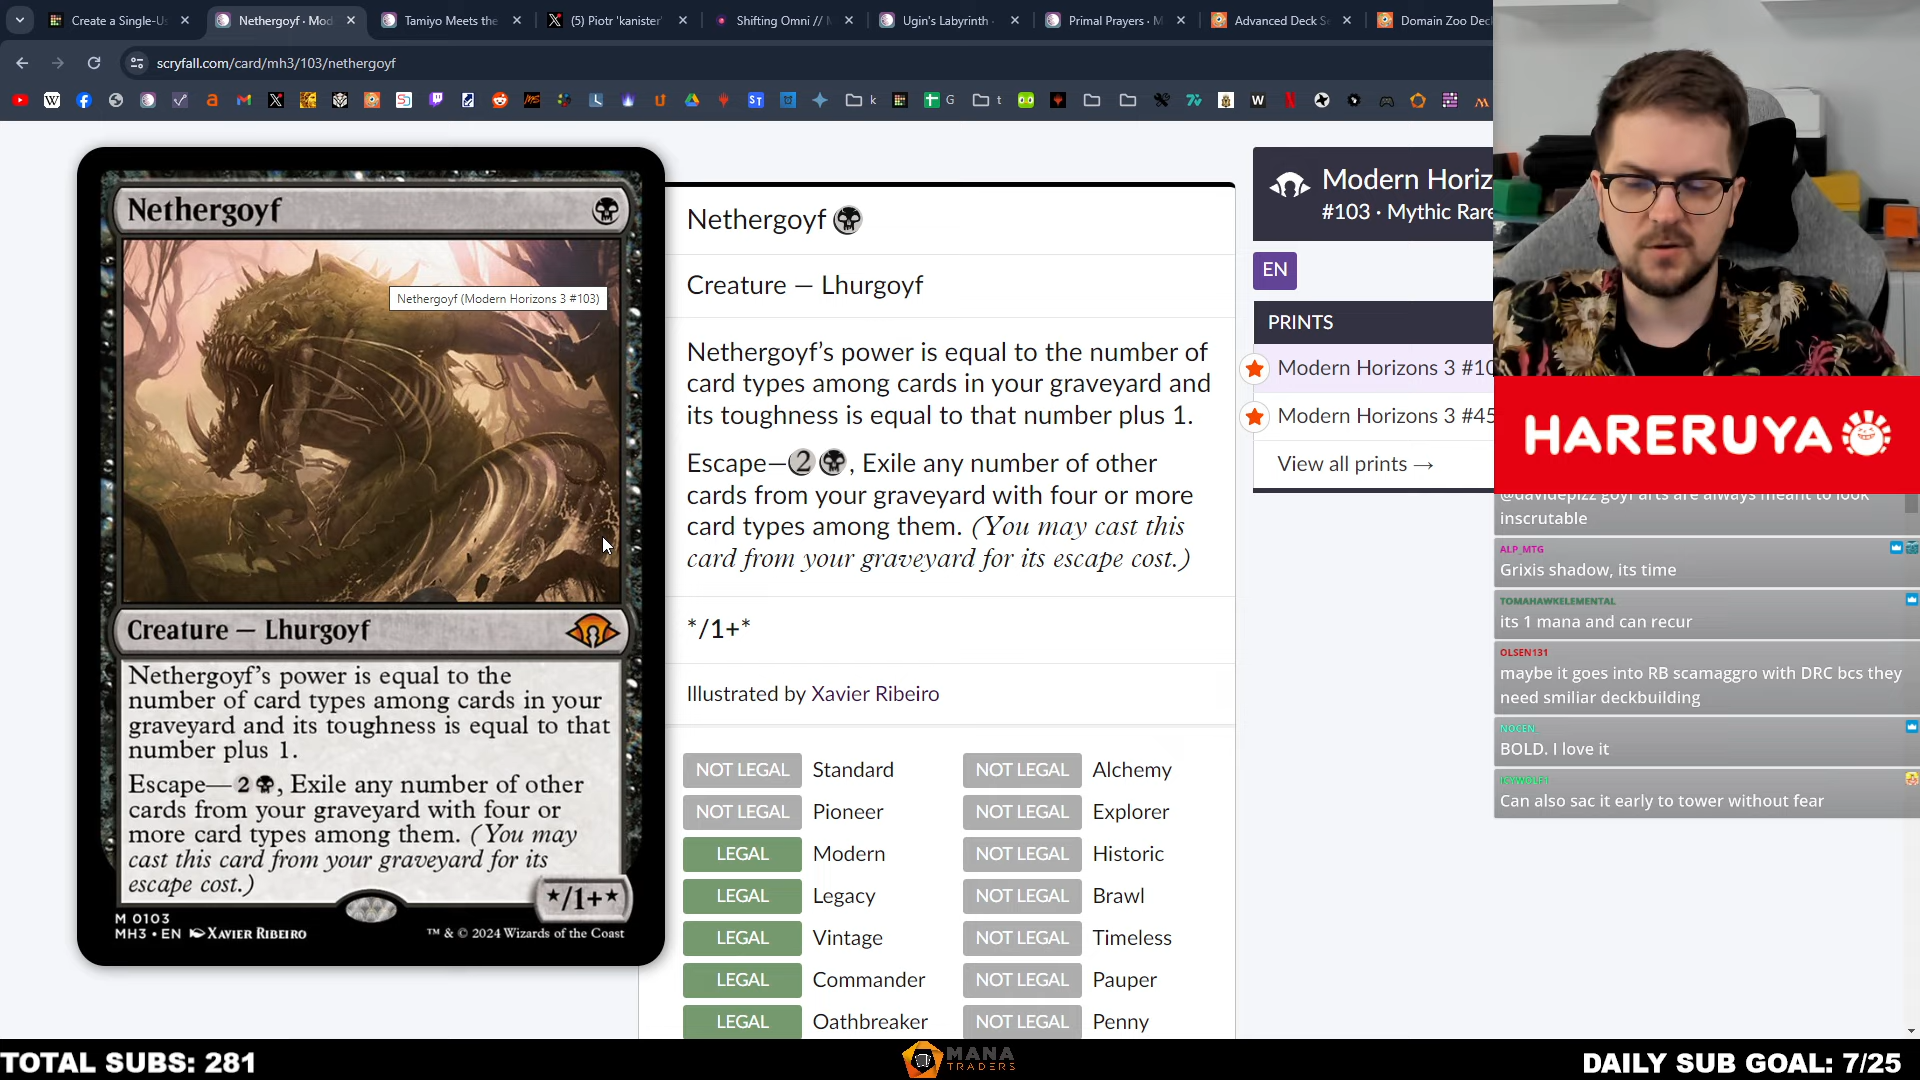 Create a Single-Us
Nethergoyf · Mod
Tamiyo Meets the
(5) Piotr 'kanister'
Shifting Omni //
Ugin's Labyrinth ·
Primal Prayers · M
Advanced Deck Se
Domain Zoo Dec
scryfall.com/card/mh3/103/nethergoyf
k
G
t
Nethergoyf
Nethergoyf (Modern Horizons 3 #103)
Creature — Lhurgoyf
Nethergoyf's power is equal to the
number of card types among cards in your
graveyard and its toughness is equal to that
number plus 1.
Escape—2, Exile any number of other
cards from your graveyard with four or
more card types among them. (You may
cast this card from your graveyard for its
escape cost.)
*/1+*
M 0103
MH3 • EN XAVIER RIBEIRO
™ & © 2024 Wizards of the Coast
Nethergoyf
Creature — Lhurgoyf
Nethergoyf's power is equal to the number of
card types among cards in your graveyard and
its toughness is equal to that number plus 1.
Escape—2, Exile any number of other
cards from your graveyard with four or more
card types among them. (You may cast this
card from your graveyard for its escape cost.)
*/1+*
Illustrated by Xavier Ribeiro
NOT LEGAL Standard NOT LEGAL Alchemy
NOT LEGAL Pioneer NOT LEGAL Explorer
LEGAL Modern NOT LEGAL Historic
LEGAL Legacy NOT LEGAL Brawl
LEGAL Vintage NOT LEGAL Timeless
LEGAL Commander NOT LEGAL Pauper
LEGAL Oathbreaker NOT LEGAL Penny
Modern Horiz
#103 · Mythic Rare
EN
PRINTS
Modern Horizons 3 #10
Modern Horizons 3 #45
View all prints →
HARERUYA
@davidepizz goyf arts are always meant to look
inscrutable
ALP_MTG
Grixis shadow, its time
TOMAHAWKELEMENTAL
its 1 mana and can recur
OLSEN131
maybe it goes into RB scamaggro with DRC bcs they
need smiliar deckbuilding
NOCEN
BOLD. I love it
ICYWOLF1
Can also sac it early to tower without fear
TOTAL SUBS: 281
MANA
TRADERS
DAILY SUB GOAL: 7/25